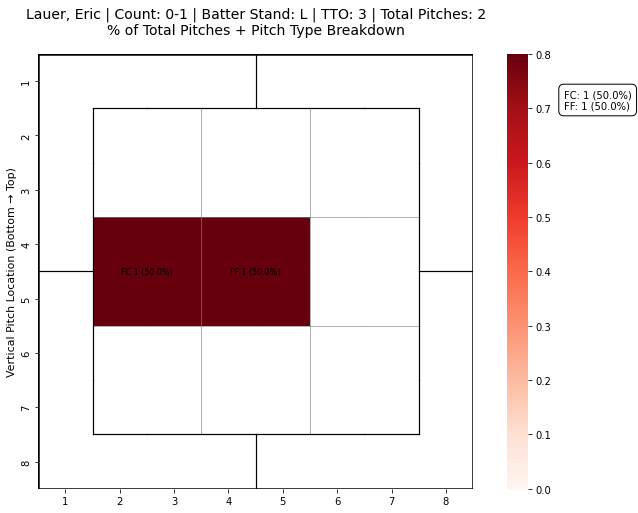 Lauer, Eric | Count: 0-1 | Batter Stand: L | TTO: 3 | Total Pitches: 2
% of Total Pitches + Pitch Type Breakdown
FC: 1 (50.0%)
FF: 1 (50.0%)
0.8
0.7
0.6
0.5
0.4
0.3
0.2
0.1
0.0
Vertical Pitch Location (Bottom → Top)
1
2
3
4
5
6
7
8
FC 1 (50.0%)
FF 1 (50.0%)
1 2 3 4 5 6 7 8